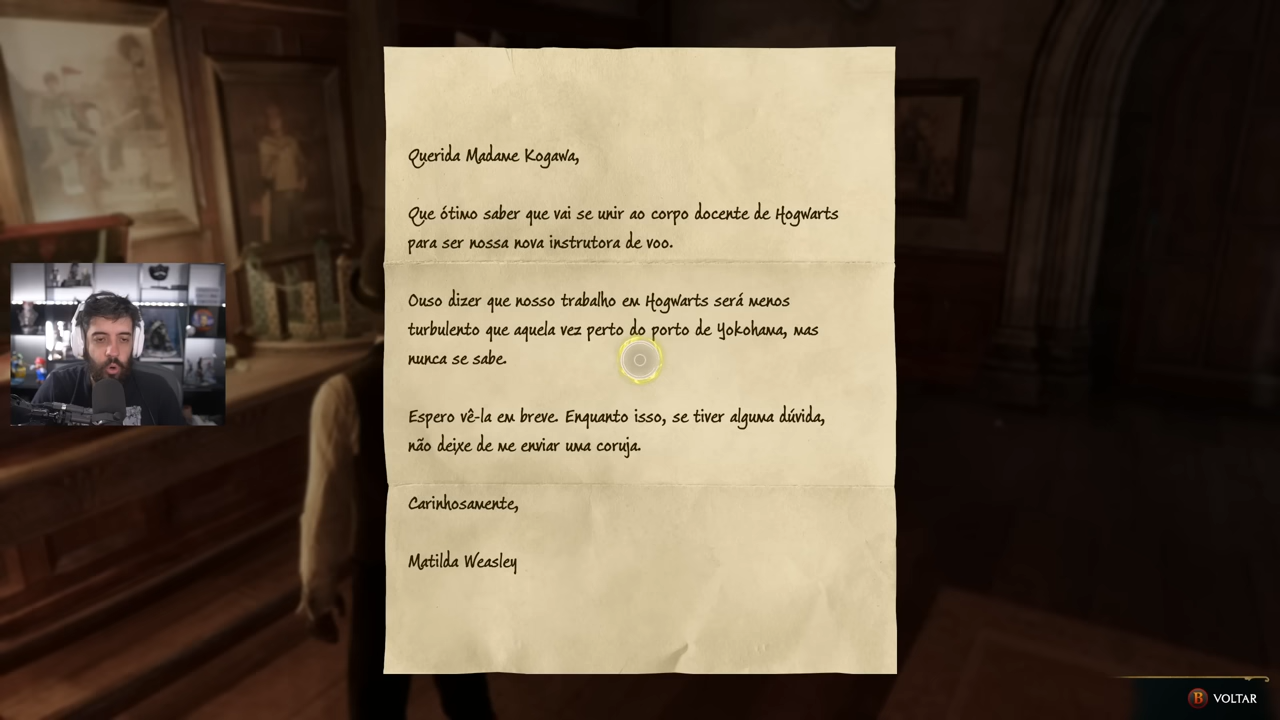 Querida Madame Kogawa,
Que ótimo saber que vai se unir ao corpo docente de Hogwarts
para ser nossa nova instrutora de voo.
Ouso dizer que nosso trabalho em Hogwarts será menos
turbulento que aquela vez perto do porto de Yokohama, mas
nunca se sabe.
Espero vê-la em breve. Enquanto isso, se tiver alguma dúvida,
não deixe de me enviar uma coruja.
Carinhosamente,
Matilda Weasley
B VOLTAR